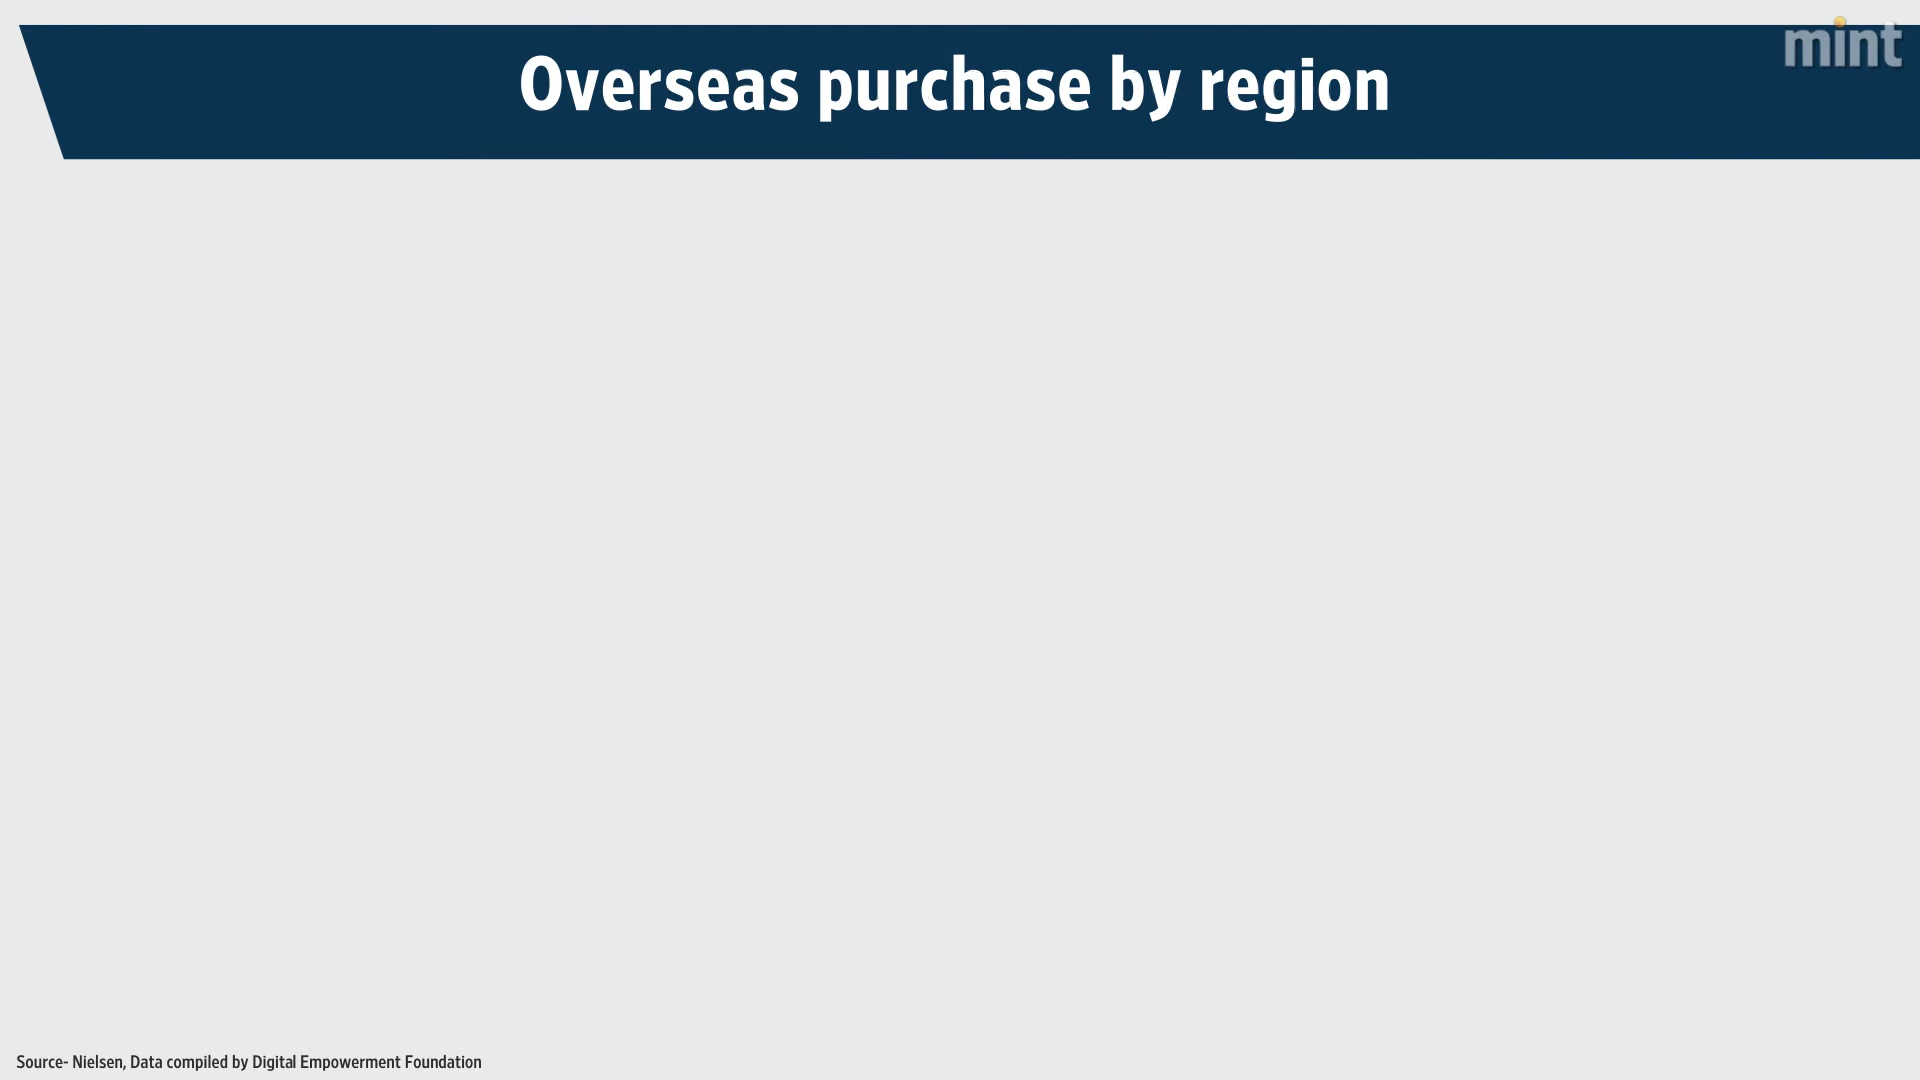 Overseas purchase by region
mint
Source- Nielsen, Data compiled by Digital Empowerment Foundation